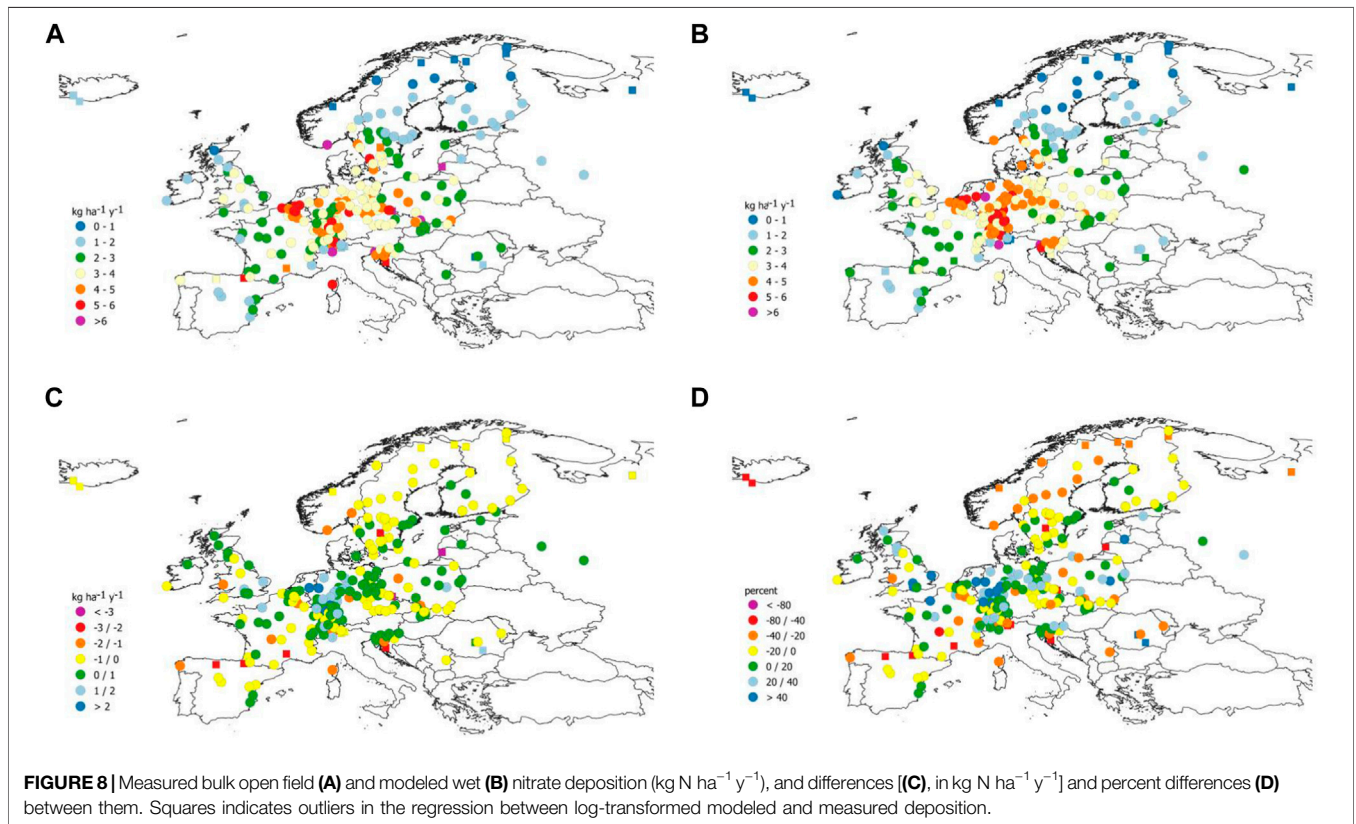 A
B
kg ha⁻¹ y⁻¹
0 - 1
1 - 2
2 - 3
3 - 4
4 - 5
5 - 6
>6
kg ha⁻¹ y⁻¹
0 - 1
1 - 2
2 - 3
3 - 4
4 - 5
5 - 6
>6
C
D
kg ha⁻¹ y⁻¹
< -3
-3 / -2
-2 / -1
-1 / 0
0 / 1
1 / 2
> 2
percent
< -80
-80 / -40
-40 / -20
-20 / 0
0 / 20
20 / 40
> 40
FIGURE 8 | Measured bulk open field (A) and modeled wet (B) nitrate deposition (kg N ha⁻¹ y⁻¹), and differences [(C), in kg N ha⁻¹ y⁻¹] and percent differences (D)
between them. Squares indicates outliers in the regression between log-transformed modeled and measured deposition.